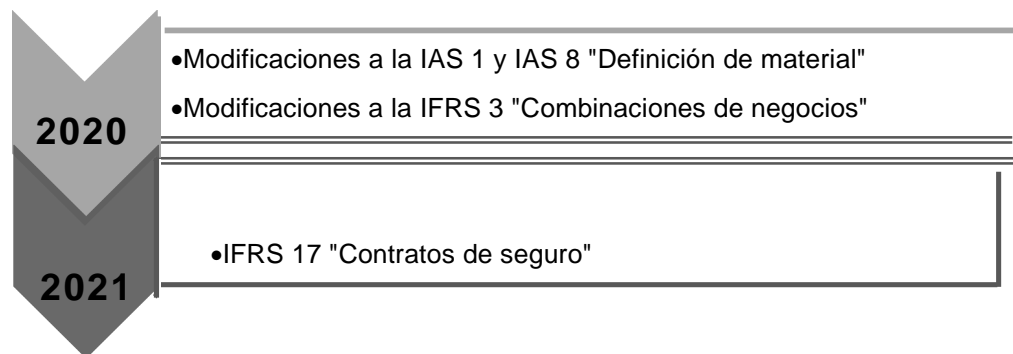 •Modificaciones a la IAS 1 y IAS 8 "Definición de material"
•Modificaciones a la IFRS 3 "Combinaciones de negocios"
2020
•IFRS 17 "Contratos de seguro"
2021